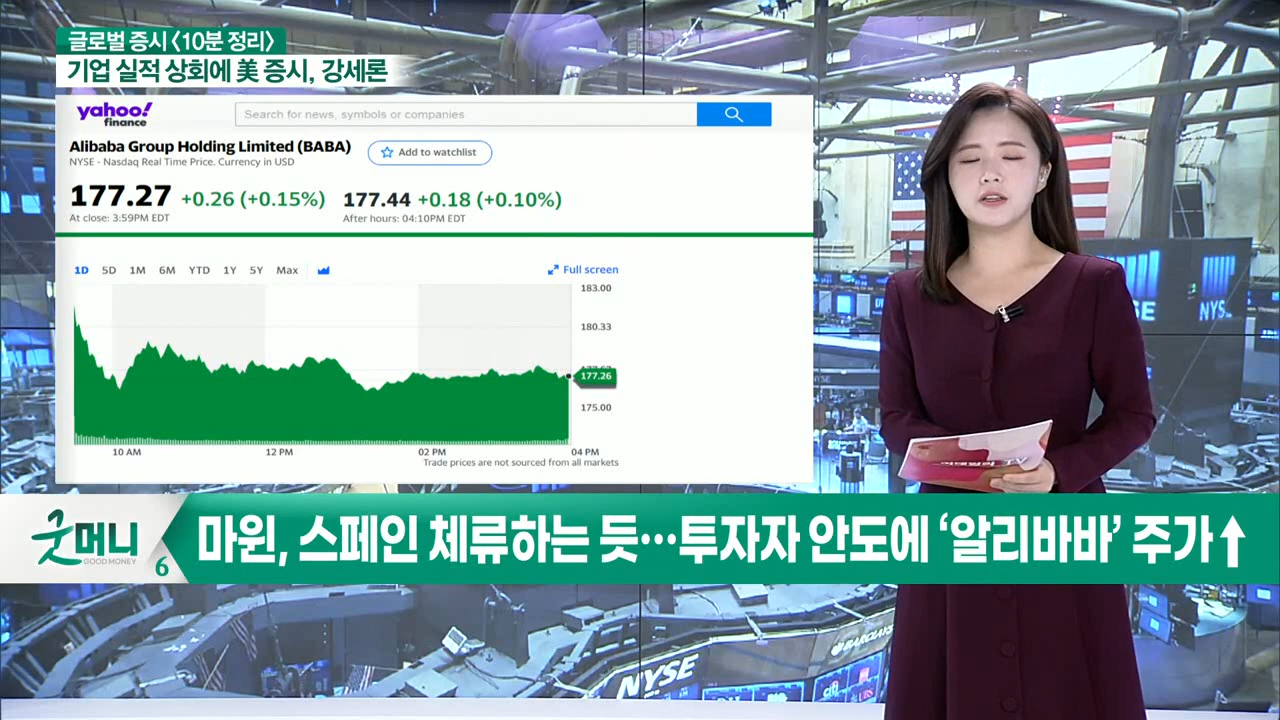 글로벌 증시 <10분 정리>
기업 실적 상회에 美 증시, 강세론
yahoo!
finance
Search for news, symbols or companies
Alibaba Group Holding Limited (BABA)
Add to watchlist
NYSE - Nasdaq Real Time Price. Currency in USD
177.27 +0.26 (+0.15%) 177.44 +0.18 (+0.10%)
At close: 3:59PM EDT After hours: 04:10PM EDT
1D 5D 1M 6M YTD 1Y 5Y Max
Full screen
183.00
180.33
177.26
175.00
10 AM 12 PM 02 PM 04 PM
Trade prices are not sourced from all markets
NYS
굿머니
GOOD MONEY
6
마윈, 스페인 체류하는 듯…투자자 안도에 ‘알리바바’ 주가↑
NYSE
BARCLAYS
citi
UBS